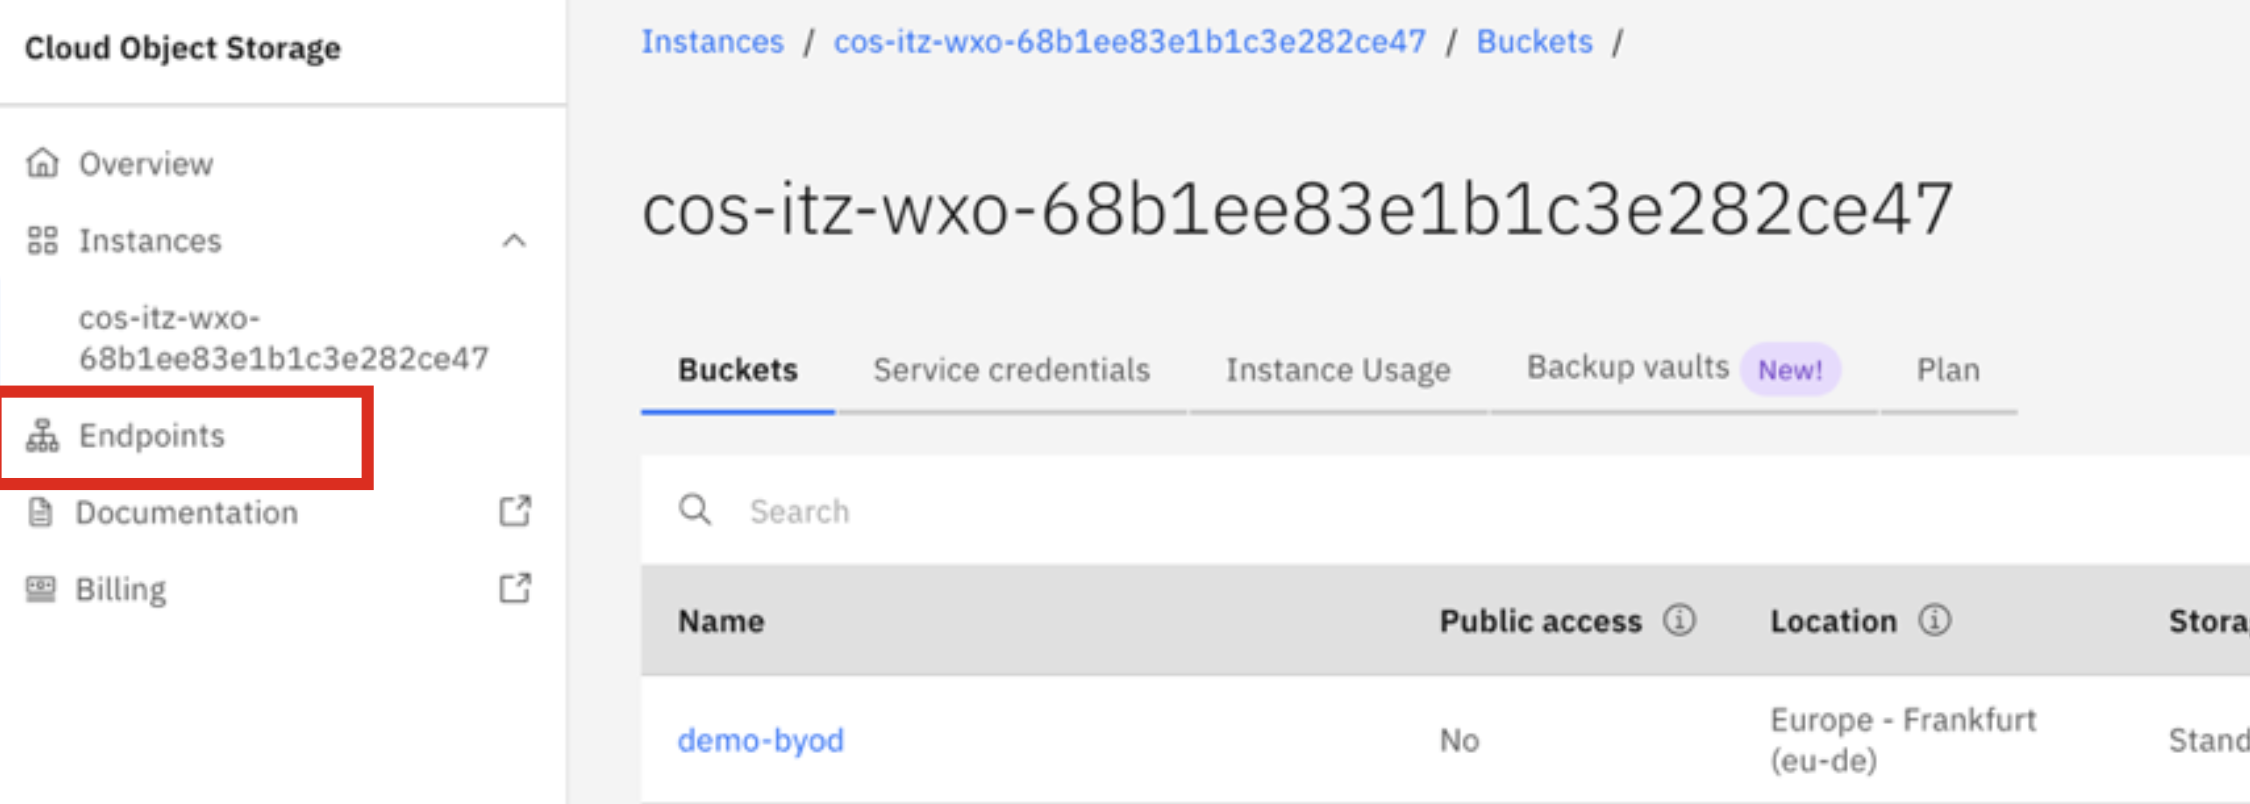 Cloud Object Storage
Overview
Instances
cos-itz-wxo-
68b1ee83e1b1c3e282ce47
Endpoints
Documentation
Billing
Instances / cos-itz-wxo-68b1ee83e1b1c3e282ce47 / Buckets /
cos-itz-wxo-68b1ee83e1b1c3e282ce47
Buckets Service credentials Instance Usage Backup vaults New! Plan
Search
Name Public access Location
demo-byod No Europe - Frankfurt
(eu-de)